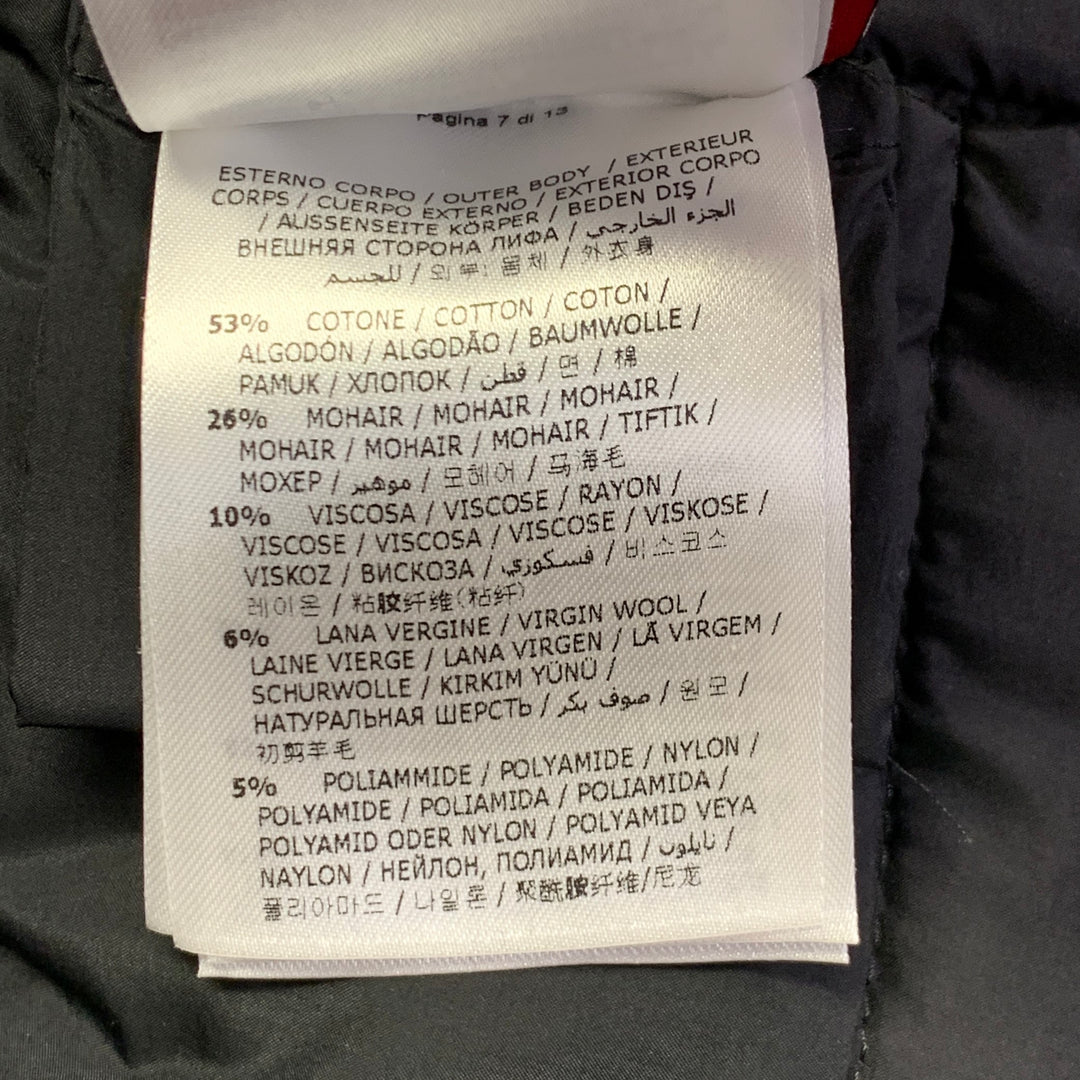 Pagina 7 di 13
ESTERNO CORPO / OUTER BODY / EXTERIEUR
CORPS / CUERPO EXTERNO / EXTERIOR CORPO
/ AUSSENSEITE KÖRPER / BEDEN DIŞ /
ВНЕШНЯЯ СТОРОНА ЛИФА / الجزء الخارجي
للجسم / 외부: 몸체 / 外衣身
53% COTONE / COTTON / COTON /
ALGODÓN / ALGODÃO / BAUMWOLLE /
PAMUK / ХЛОПОК / قطن / 면 / 棉
26% MOHAIR / MOHAIR / MOHAIR /
MOHAIR / MOHAIR / MOHAIR / TIFTIK /
МОХЕР / موهير / 모헤어 / 马海毛
10% VISCOSA / VISCOSE / RAYON /
VISCOSE / VISCOSA / VISCOSE / VISKOSE /
VISKOZ / ВИСКОЗА / فسكوزي / 비스코스
레이온 / 粘胶纤维(粘纤)
6% LANA VERGINE / VIRGIN WOOL /
LAINE VIERGE / LANA VIRGEN / LÃ VIRGEM /
SCHURWOLLE / KIRKIM YÜNÜ /
НАТУРАЛЬНАЯ ШЕРСТЬ / صوف بكر / 원모 /
初剪羊毛
5% POLIAMMIDE / POLYAMIDE / NYLON /
POLYAMIDE / POLIAMIDA / POLIAMIDA /
POLYAMID ODER NYLON / POLYAMID VEYA
NAYLON / НЕЙЛОН, ПОЛИАМИД / نايلون /
폴리아마드 / 나일론 / 聚酰胺纤维/尼龙